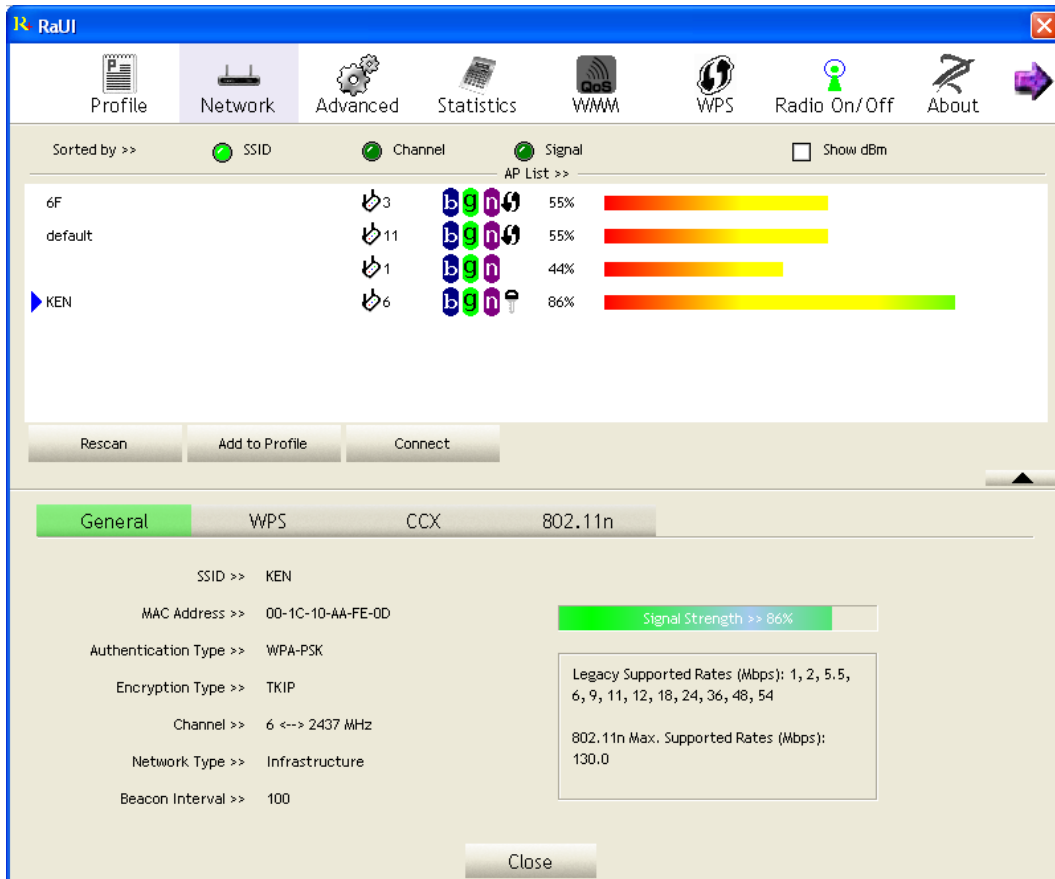 RaUI
Profile Network Advanced Statistics QoS WMM WPS Radio On/Off About
Sorted by >> SSID Channel Signal Show dBm
AP List >>
6F 3 b g n 55%
default 11 b g n 55%
1 b g n 44%
KEN 6 b g n 86%
Rescan Add to Profile Connect
General WPS CCX 802.11n
SSID >> KEN
MAC Address >> 00-1C-10-AA-FE-0D
Signal Strength >> 86%
Authentication Type >> WPA-PSK
Encryption Type >> TKIP
Channel >> 6 <--> 2437 MHz
Network Type >> Infrastructure
Beacon Interval >> 100
Legacy Supported Rates (Mbps): 1, 2, 5.5,
6, 9, 11, 12, 18, 24, 36, 48, 54
802.11n Max. Supported Rates (Mbps):
130.0
Close